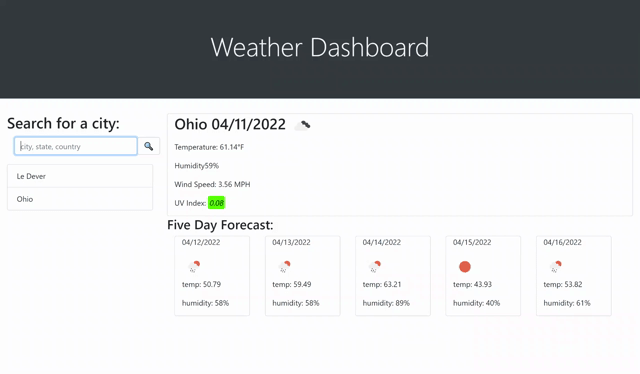 Weather Dashboard
Search for a city:
city, state, country
Le Dever
Ohio
Ohio 04/11/2022
Temperature: 61.14°F
Humidity59%
Wind Speed: 3.56 MPH
UV Index: 0.08
Five Day Forecast:
04/12/2022
temp: 50.79
humidity: 58%
04/13/2022
temp: 59.49
humidity: 58%
04/14/2022
temp: 63.21
humidity: 89%
04/15/2022
temp: 43.93
humidity: 40%
04/16/2022
temp: 53.82
humidity: 61%